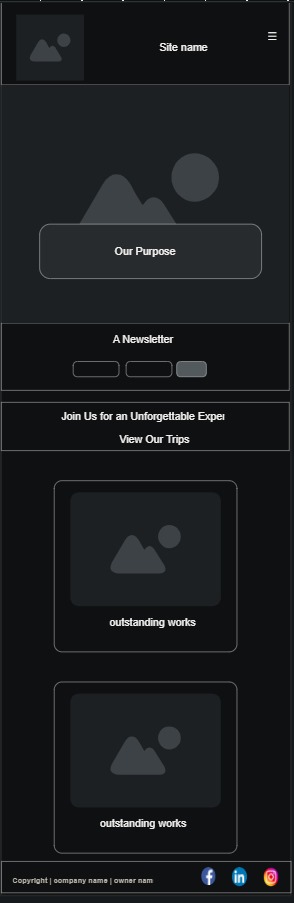 Site name
Our Purpose
A Newsletter
Join Us for an Unforgettable Exper
View Our Trips
outstanding works
outstanding works
Copyright | company name | owner nam